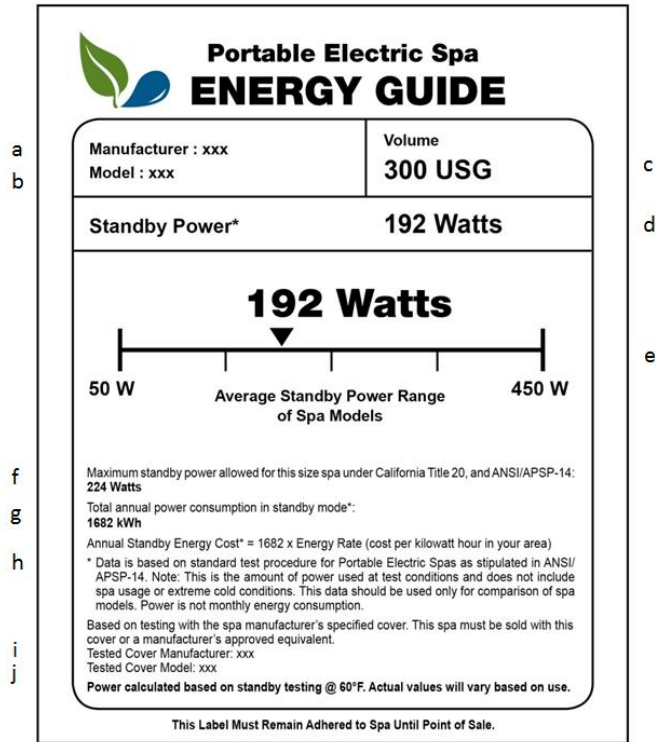 Portable Electric Spa
ENERGY GUIDE
a
Manufacturer : xxx
b
Model : xxx
Volume
300 USG
c
Standby Power*
192 Watts
d
192 Watts
e
50 W
450 W
Average Standby Power Range
of Spa Models
f
Maximum standby power allowed for this size spa under California Title 20, and ANSI/APSP-14:
224 Watts
g
Total annual power consumption in standby mode*:
1682 kWh
Annual Standby Energy Cost* = 1682 x Energy Rate (cost per kilowatt hour in your area)
h
* Data is based on standard test procedure for Portable Electric Spas as stipulated in ANSI/
APSP-14. Note: This is the amount of power used at test conditions and does not include
spa usage or extreme cold conditions. This data should be used only for comparison of spa
models. Power is not monthly energy consumption.
Based on testing with the spa manufacturer's specified cover. This spa must be sold with this
cover or a manufacturer's approved equivalent.
i
Tested Cover Manufacturer: xxx
j
Tested Cover Model: xxx
Power calculated based on standby testing @ 60°F. Actual values will vary based on use.
This Label Must Remain Adhered to Spa Until Point of Sale.